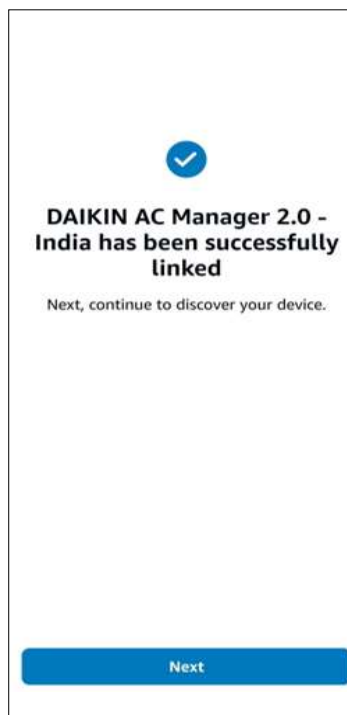 DAIKIN AC Manager 2.0 -
India has been successfully
linked
Next, continue to discover your device.
Next